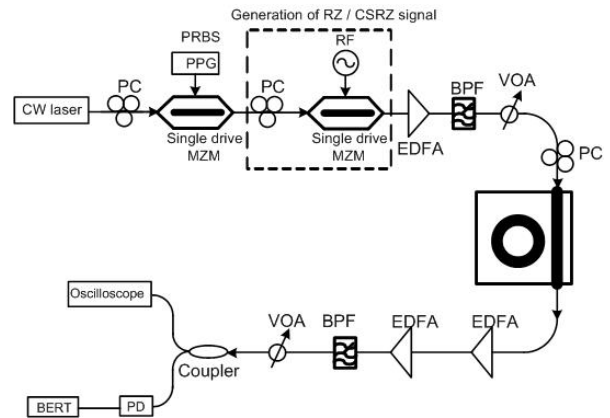 Generation of RZ / CSRZ signal
PRBS
PPG
RF
PC
PC
CW laser
Single drive
MZM
Single drive
MZM
EDFA
BPF
VOA
PC
Oscilloscope
VOA
BPF
EDFA
EDFA
Coupler
BERT
PD